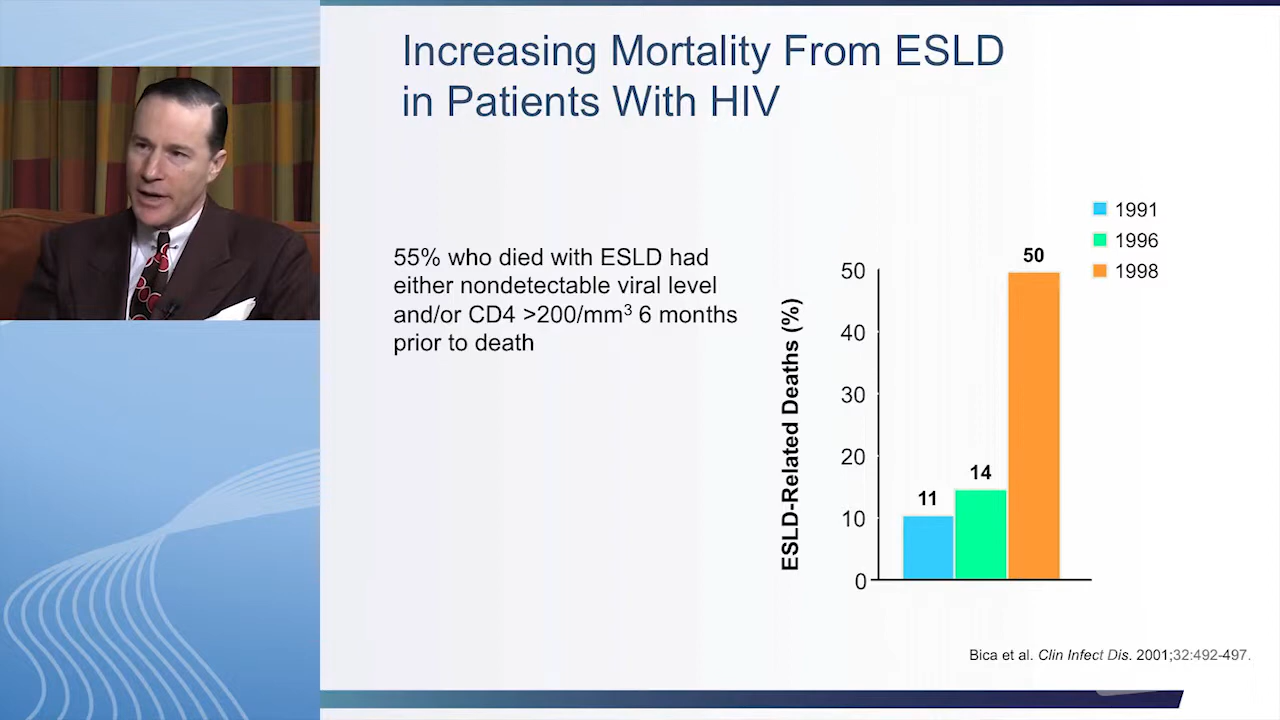 Increasing Mortality From ESLD
in Patients With HIV
55% who died with ESLD had
either nondetectable viral level
and/or CD4 >200/mm³ 6 months
prior to death
1991
1996
1998
ESLD-Related Deaths (%)
50
40
30
20
10
0
11
14
50
Bica et al. Clin Infect Dis. 2001;32:492-497.